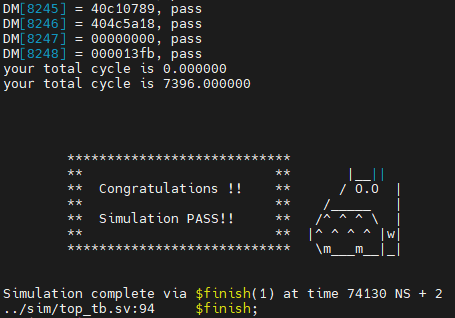 DM[8245] = 40c10789, pass
DM[8246] = 404c5a18, pass
DM[8247] = 00000000, pass
DM[8248] = 000013fb, pass
your total cycle is 0.000000
your total cycle is 7396.000000
****************************
**                        **       |__||
**  Congratulations !!    **      / O.O  |
**                        **    /_____   |
**  Simulation PASS!!     **   /^ ^ ^ \  |
**                        **  |^ ^ ^ ^ |w|
****************************   \m___m__|_|
Simulation complete via $finish(1) at time 74130 NS + 2
../sim/top_tb.sv:94     $finish;